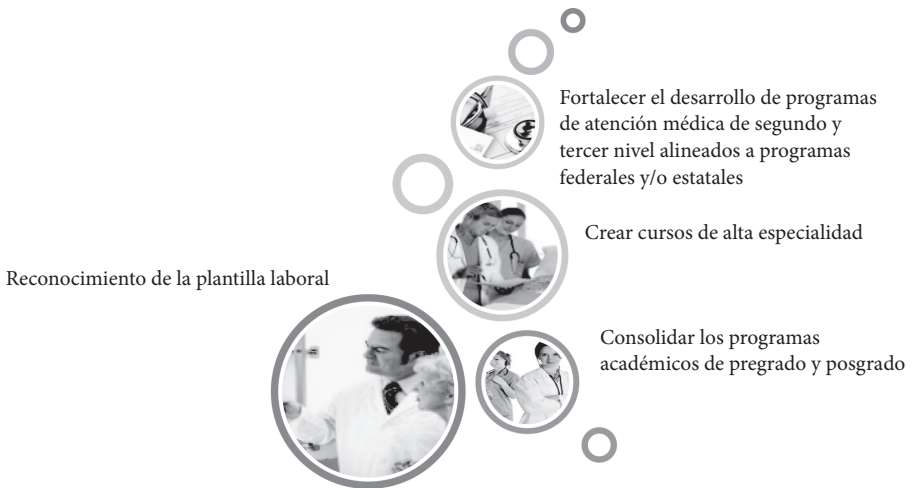 Fortalecer el desarrollo de programas
de atención médica de segundo y
tercer nivel alineados a programas
federales y/o estatales
Crear cursos de alta especialidad
Reconocimiento de la plantilla laboral
Consolidar los programas
académicos de pregrado y posgrado